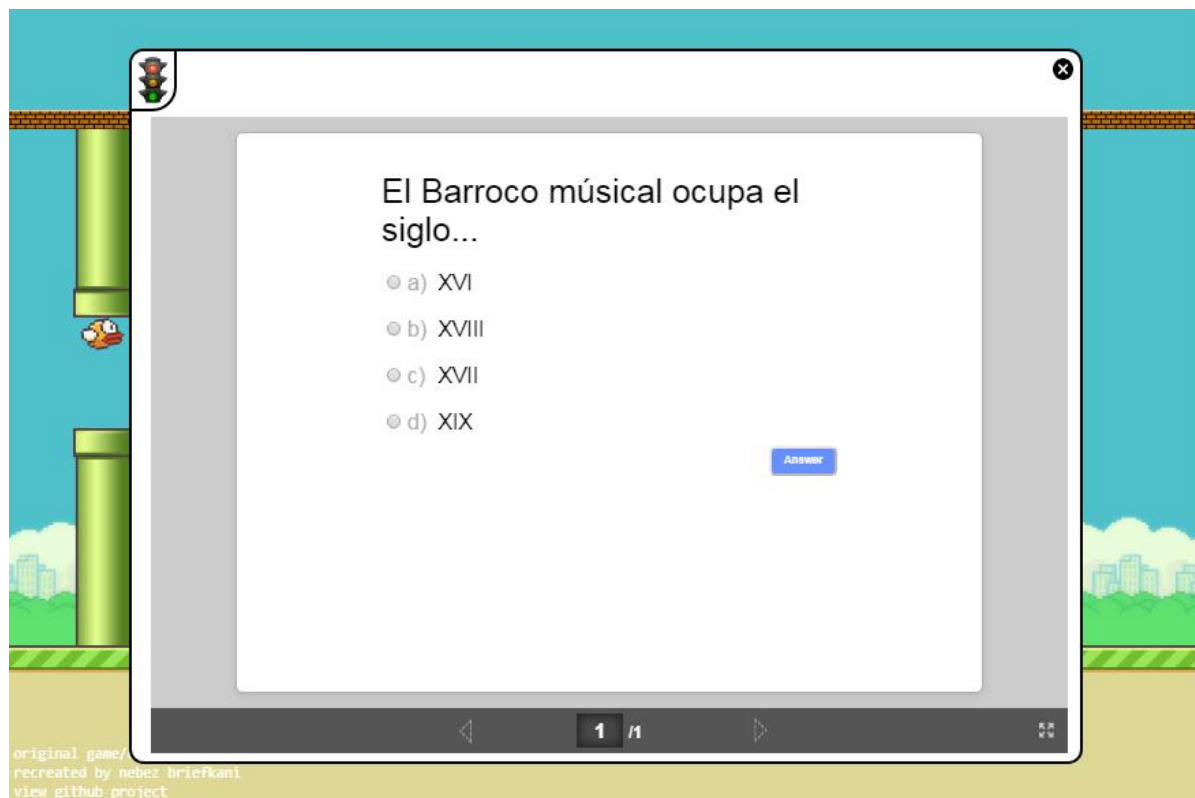 El Barroco músical ocupa el
siglo...
a) XVI
b) XVIII
c) XVII
d) XIX
Answer
1 /1
original game/
recreated by nebez briefkani
view github project